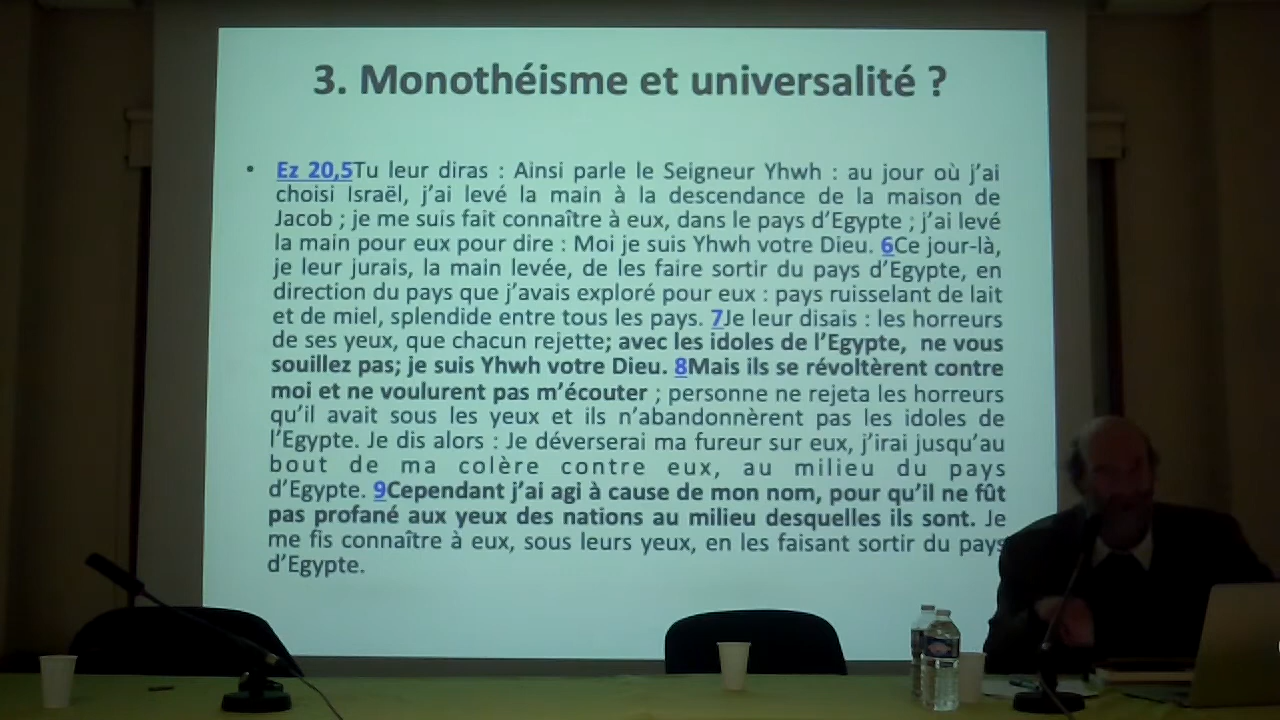 3. Monothéisme et universalité ?
• Ez 20,5Tu leur diras : Ainsi parle le Seigneur Yhwh : au jour où j’ai
choisi Israël, j’ai levé la main à la descendance de la maison de
Jacob ; je me suis fait connaître à eux, dans le pays d’Egypte ; j’ai levé
la main pour eux pour dire : Moi je suis Yhwh votre Dieu. 6Ce jour-là,
je leur jurais, la main levée, de les faire sortir du pays d’Egypte, en
direction du pays que j’avais exploré pour eux : pays ruisselant de lait
et de miel, splendide entre tous les pays. 7Je leur disais : les horreurs
de ses yeux, que chacun rejette; avec les idoles de l’Egypte, ne vous
souillez pas; je suis Yhwh votre Dieu. 8Mais ils se révoltèrent contre
moi et ne voulurent pas m’écouter ; personne ne rejeta les horreurs
qu’il avait sous les yeux et ils n’abandonnèrent pas les idoles de
l’Egypte. Je dis alors : Je déverserai ma fureur sur eux, j’irai jusqu’au
bout de ma colère contre eux, au milieu du pays
d’Egypte. 9Cependant j’ai agi à cause de mon nom, pour qu’il ne fût
pas profané aux yeux des nations au milieu desquelles ils sont. Je
me fis connaître à eux, sous leurs yeux, en les faisant sortir du pays
d’Egypte.